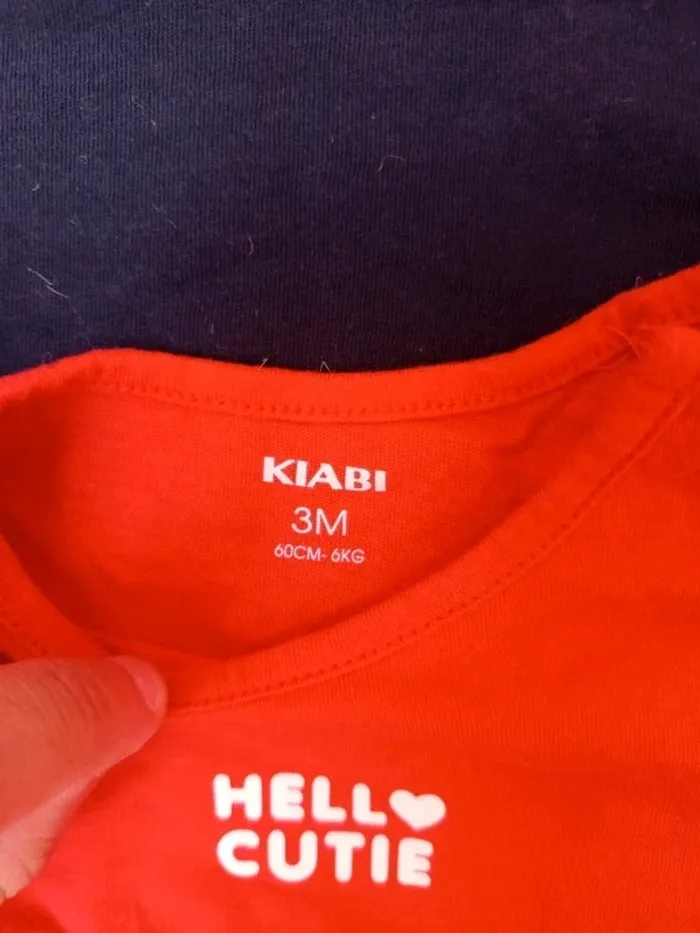 KIABI
3M
60CM- 6KG
HELL♥
CUTIE